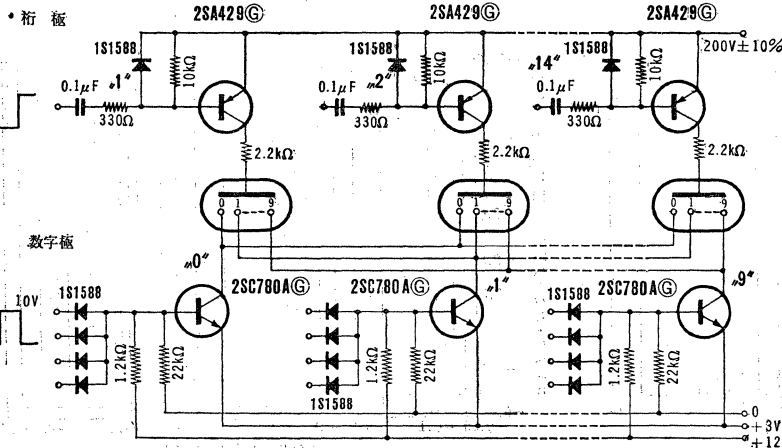 ・桁極
2SA429Ⓖ 2SA429Ⓖ 2SA429Ⓖ
1S1588 1S1588 1S1588 200V±10%
10kΩ 10kΩ 10kΩ
0.1μF „1" 0.1μF „2" 0.1μF „14"
330Ω 330Ω 330Ω
2.2kΩ 2.2kΩ 2.2kΩ
0 1 9 0 1 9 0 1 9
数字極
„0" „1" „9"
2SC780AⒼ 2SC780AⒼ 2SC780AⒼ
10V 1S1588 1S1588 1S1588
1.2kΩ 22kΩ 1.2kΩ 22kΩ 1.2kΩ 22kΩ
1S1588
0
+3V
+12